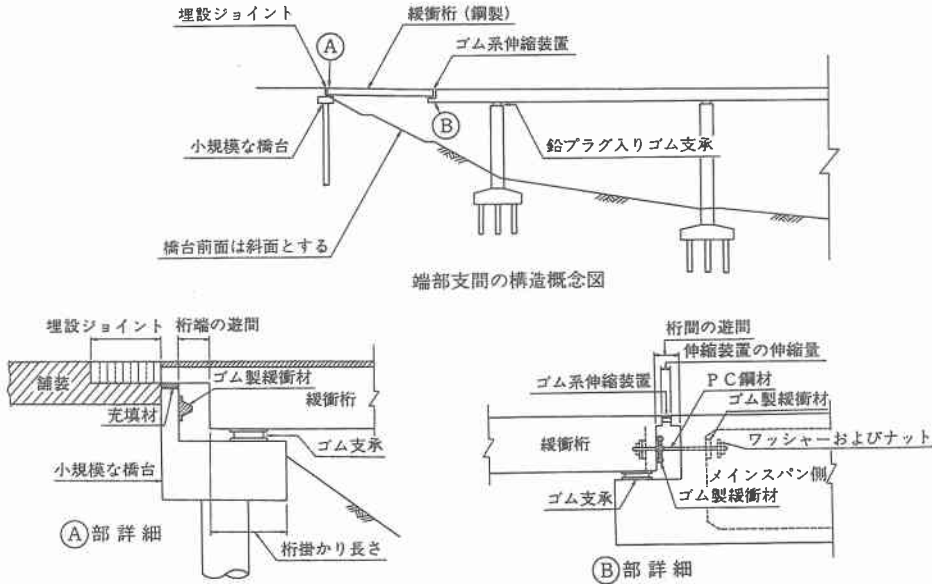 埋設ジョイント
緩衝桁(鋼製)
ゴム系伸縮装置
A
B
小規模な橋台
鉛プラグ入りゴム支承
橋台前面は斜面とする
端部支間の構造概念図
埋設ジョイント
桁端の遊間
舗装
ゴム製緩衝材
緩衝桁
充填材
ゴム支承
小規模な橋台
桁掛かり長さ
Ⓐ部詳細
桁間の遊間
伸縮装置の伸縮量
ゴム系伸縮装置
PC鋼材
ゴム製緩衝材
緩衝桁
ワッシャーおよびナット
メインスパン側
ゴム支承
ゴム製緩衝材
Ⓑ部詳細